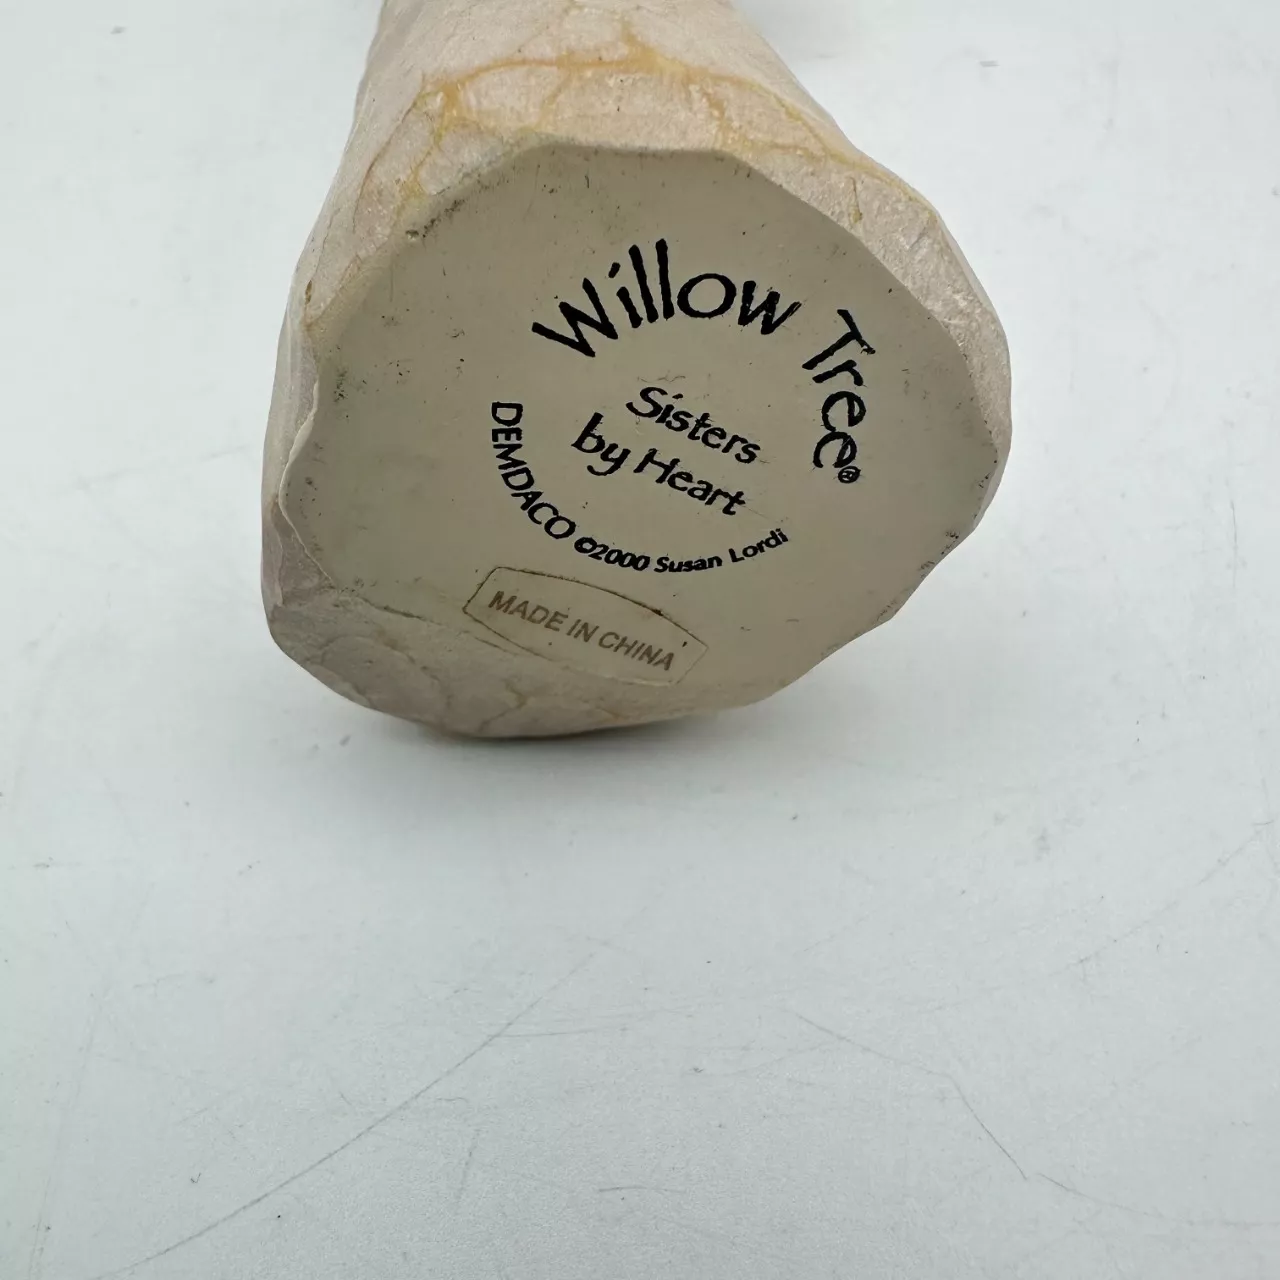 Willow Tree®
Sisters
by Heart
DEMDACO ©2000 Susan Lordi
MADE IN CHINA